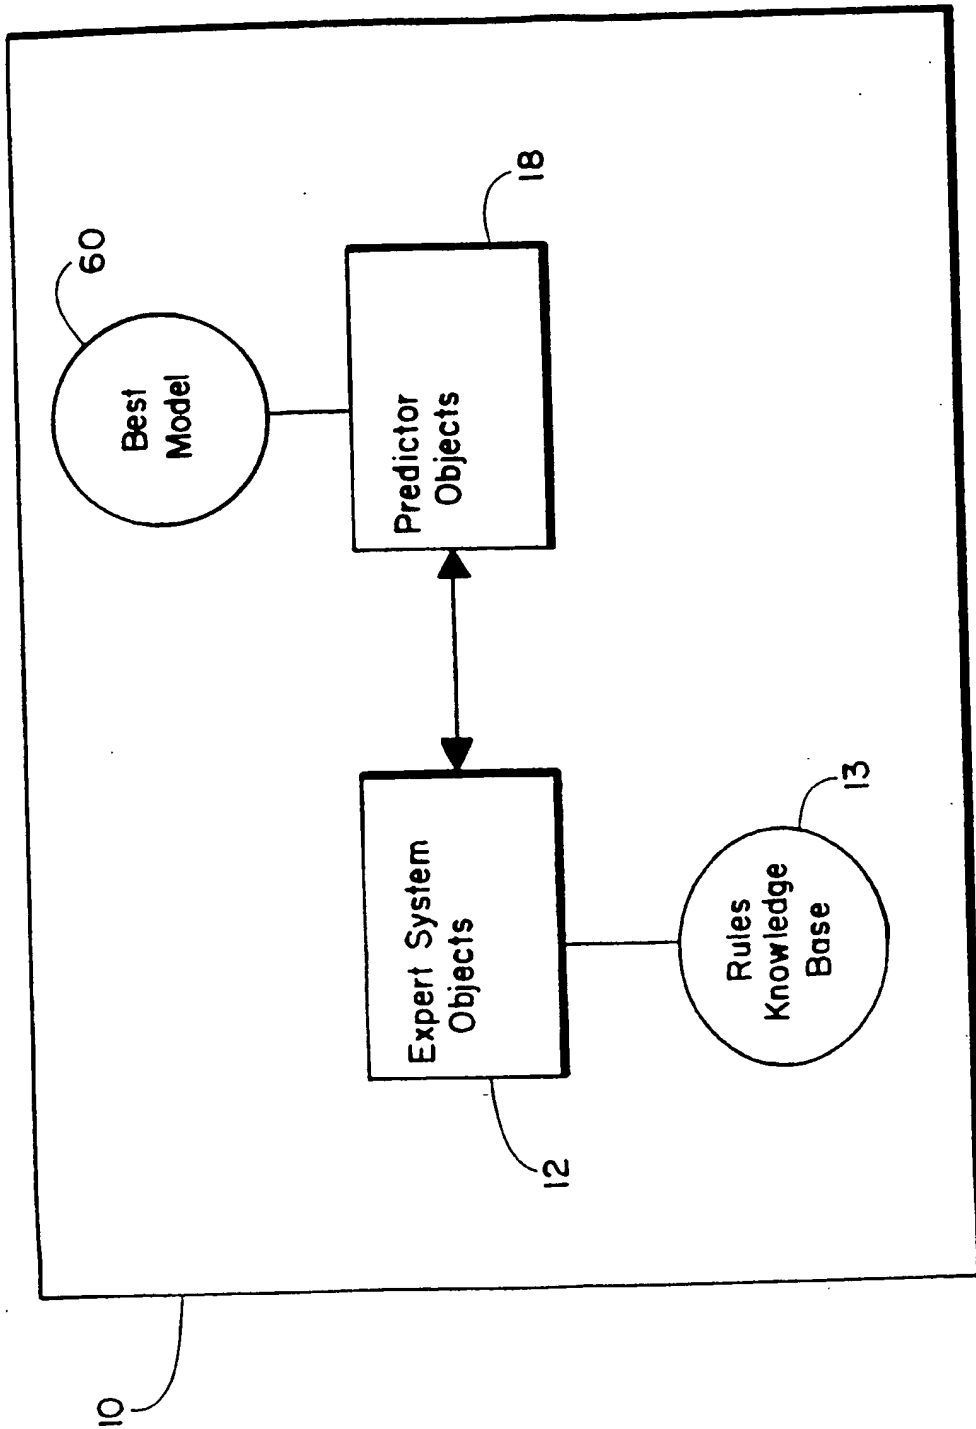 10
60
Best
Model
18
Predictor
Objects
Expert System
Objects
12
Rules
Knowledge
Base
13